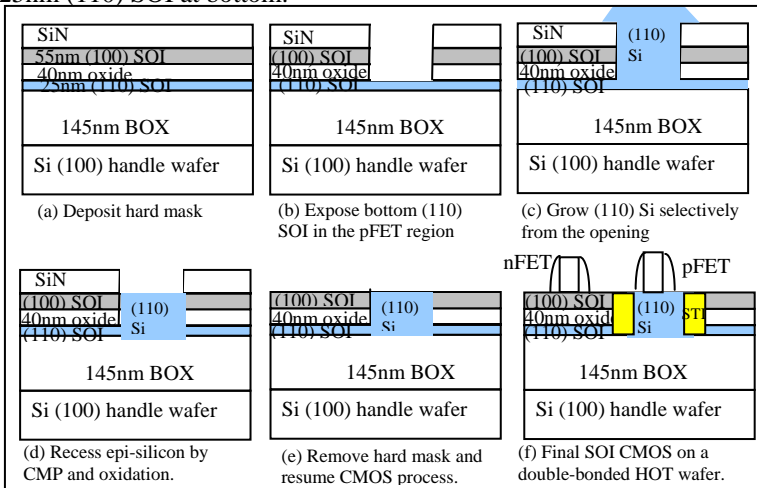 25nm (110) SOI at bottom.
SiN
55nm (100) SOI
40nm oxide
25nm (110) SOI
145nm BOX
Si (100) handle wafer
(a) Deposit hard mask
SiN
(100) SOI
40nm oxide
(110) SOI
145nm BOX
Si (100) handle wafer
(b) Expose bottom (110)
SOI in the pFET region
SiN
(100) SOI
40nm oxide
(110) SOI
(110)
Si
145nm BOX
Si (100) handle wafer
(c) Grow (110) Si selectively
from the opening
SiN
(100) SOI
40nm oxide
(110) SOI
(110)
Si
145nm BOX
Si (100) handle wafer
(d) Recess epi-silicon by
CMP and oxidation.
(100) SOI
40nm oxide
(110) SOI
(110)
Si
145nm BOX
Si (100) handle wafer
(e) Remove hard mask and
resume CMOS process.
nFET
pFET
(100) SOI
40nm oxide
(110) SOI
(110)
Si
STI
145nm BOX
Si (100) handle wafer
(f) Final SOI CMOS on a
double-bonded HOT wafer.